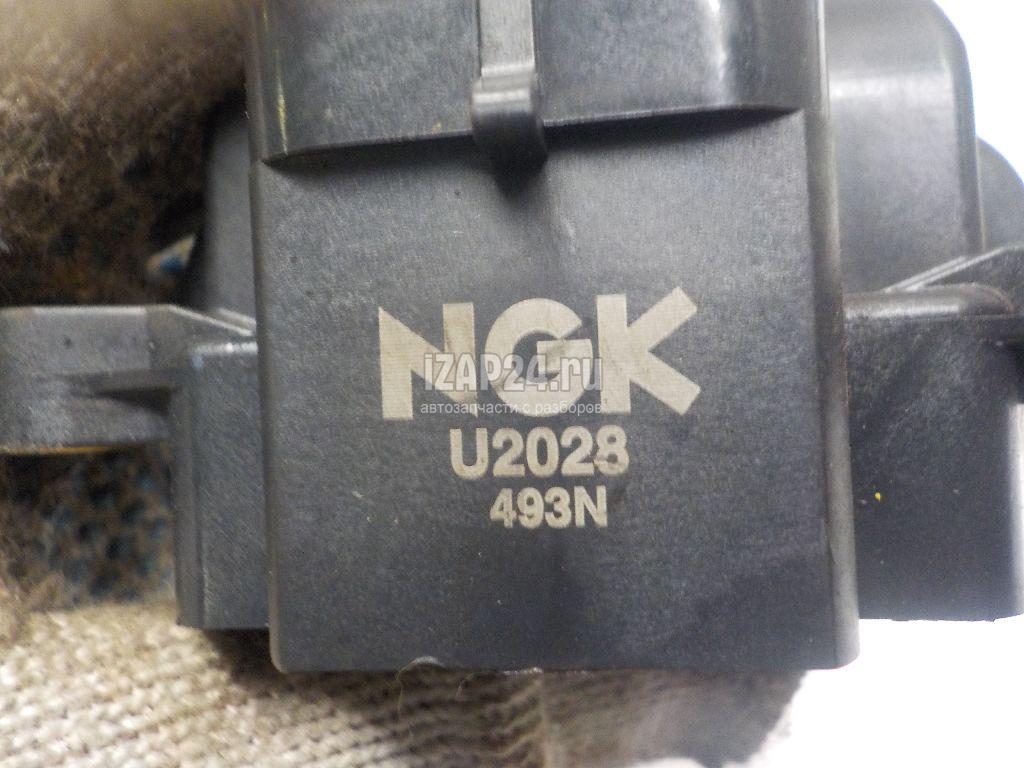 NGK
iZAP24.ru
автозапчасти с разборов
U2028
493N